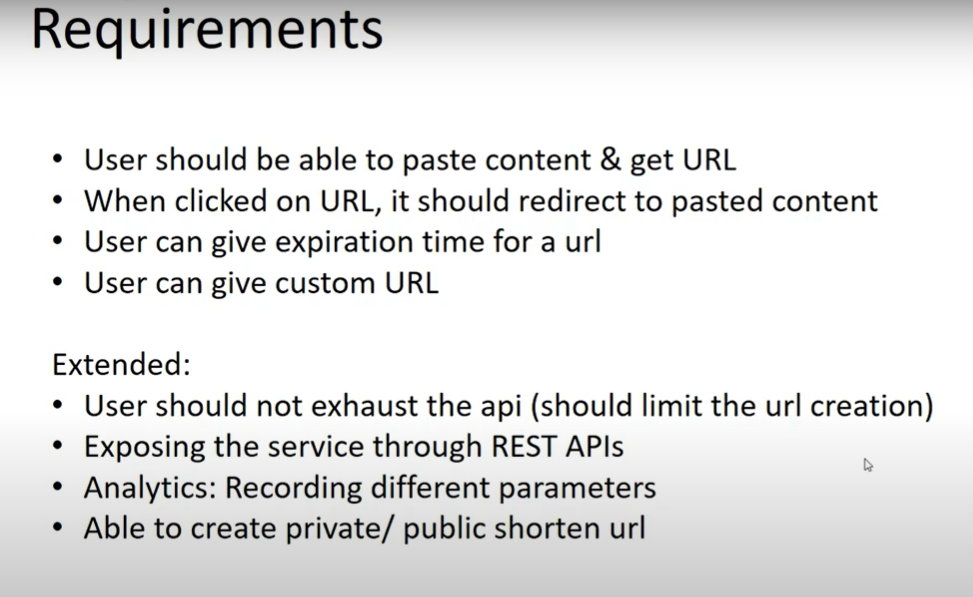 Requirements
• User should be able to paste content & get URL
• When clicked on URL, it should redirect to pasted content
• User can give expiration time for a url
• User can give custom URL
Extended:
• User should not exhaust the api (should limit the url creation)
• Exposing the service through REST APIs
• Analytics: Recording different parameters
• Able to create private/ public shorten url